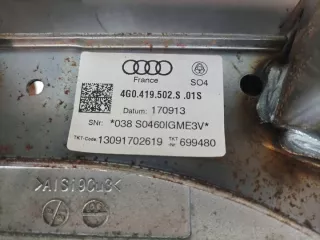 France
SO4
4G0.419.502.S .01S
Datum: 170913
SNr: *038 S0460IGME3V*
TKT-Code: 13091702619 TKT Nr 699480